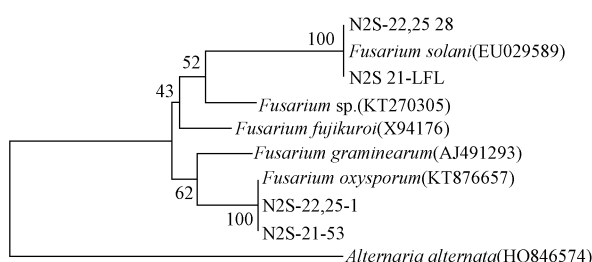 N2S-22,25 28
100
Fusarium solani(EU029589)
52
N2S 21-LFL
43
Fusarium sp.(KT270305)
Fusarium fujikuroi(X94176)
Fusarium graminearum(AJ491293)
62
Fusarium oxysporum(KT876657)
N2S-22,25-1
100
N2S-21-53
Alternaria alternata(HO846574)